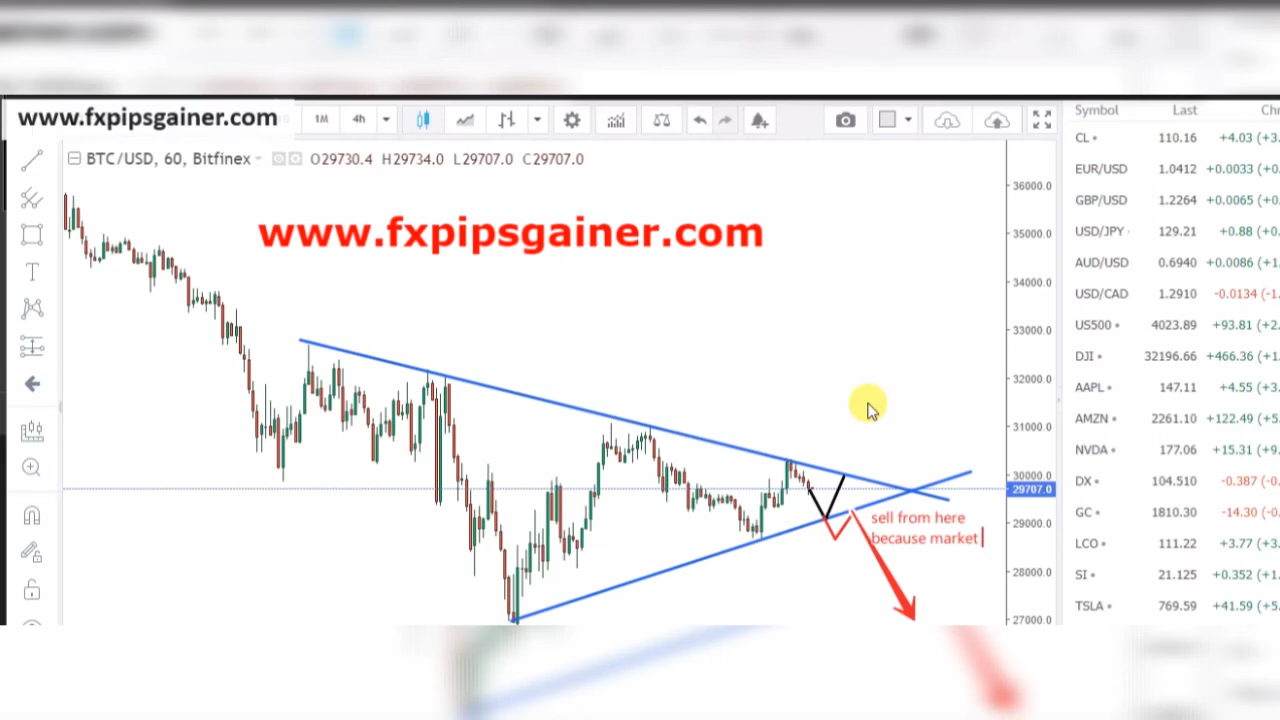 www.fxpipsgainer.com
1M 4h
BTC/USD, 60, Bitfinex O29730.4 H29734.0 L29707.0 C29707.0
www.fxpipsgainer.com
36000.0
35000.0
34000.0
33000.0
32000.0
31000.0
30000.0
29707.0
29000.0
28000.0
27000.0
sell from here
because market
Symbol Last
CL 110.16 +4.03
EUR/USD 1.0412 +0.0033
GBP/USD 1.2264 +0.0065
USD/JPY 129.21 +0.88
AUD/USD 0.6940 +0.0086
USD/CAD 1.2910 -0.0134
US500 4023.89 +93.81
DJI 32196.66 +466.36
AAPL 147.11 +4.55
AMZN 2261.10 +122.49
NVDA 177.06 +15.31
DX 104.510 -0.387
GC 1810.30 -14.30
LCO 111.22 +3.77
SI 21.125 +0.352
TSLA 769.59 +41.59